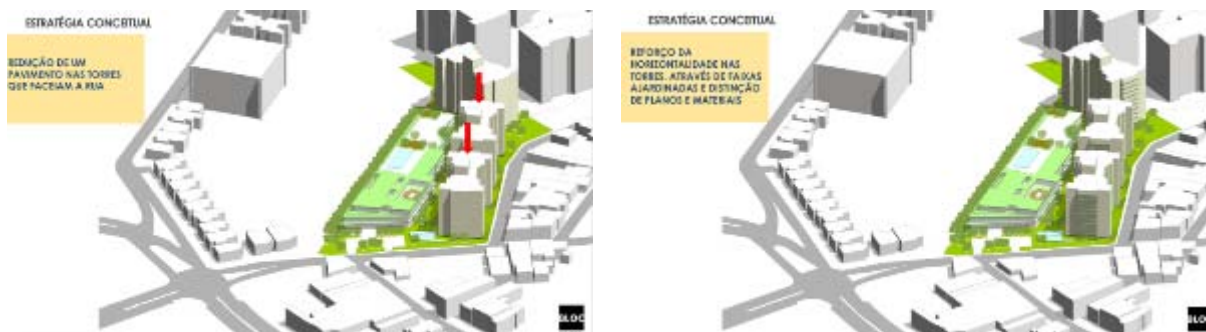 ESTRATÉGIA CONCEITUAL
REDUÇÃO DE UM
PAVIMENTO NAS TORRES
QUE FACEIAM A RUA
BLOC
ESTRATÉGIA CONCEITUAL
REFORÇO DA
HORIZONTALIDADE NAS
TORRES, ATRAVÉS DE FAIXAS
AJARDINADAS E DISTINÇÃO
DE PLANOS E MATERIAIS
BLOC